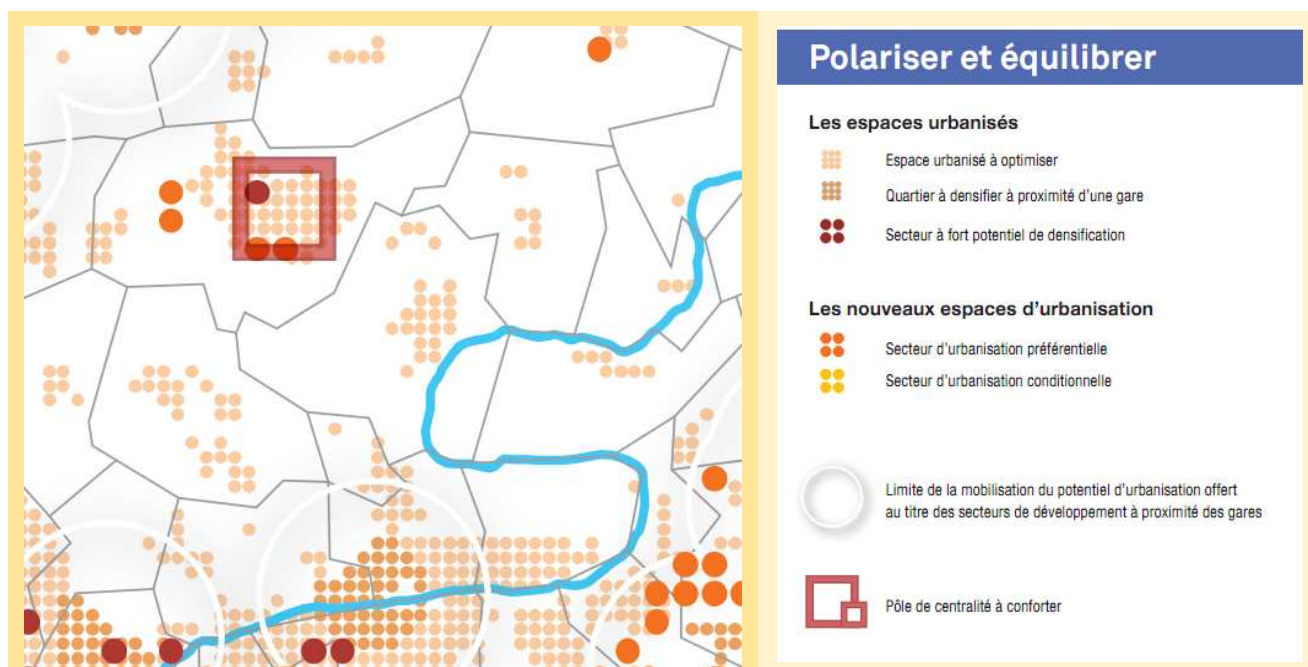 Polariser et équilibrer
Les espaces urbanisés
Espace urbanisé à optimiser
Quartier à densifier à proximité d'une gare
Secteur à fort potentiel de densification
Les nouveaux espaces d'urbanisation
Secteur d'urbanisation préférentielle
Secteur d'urbanisation conditionnelle
Limite de la mobilisation du potentiel d'urbanisation offert
au titre des secteurs de développement à proximité des gares
Pôle de centralité à conforter